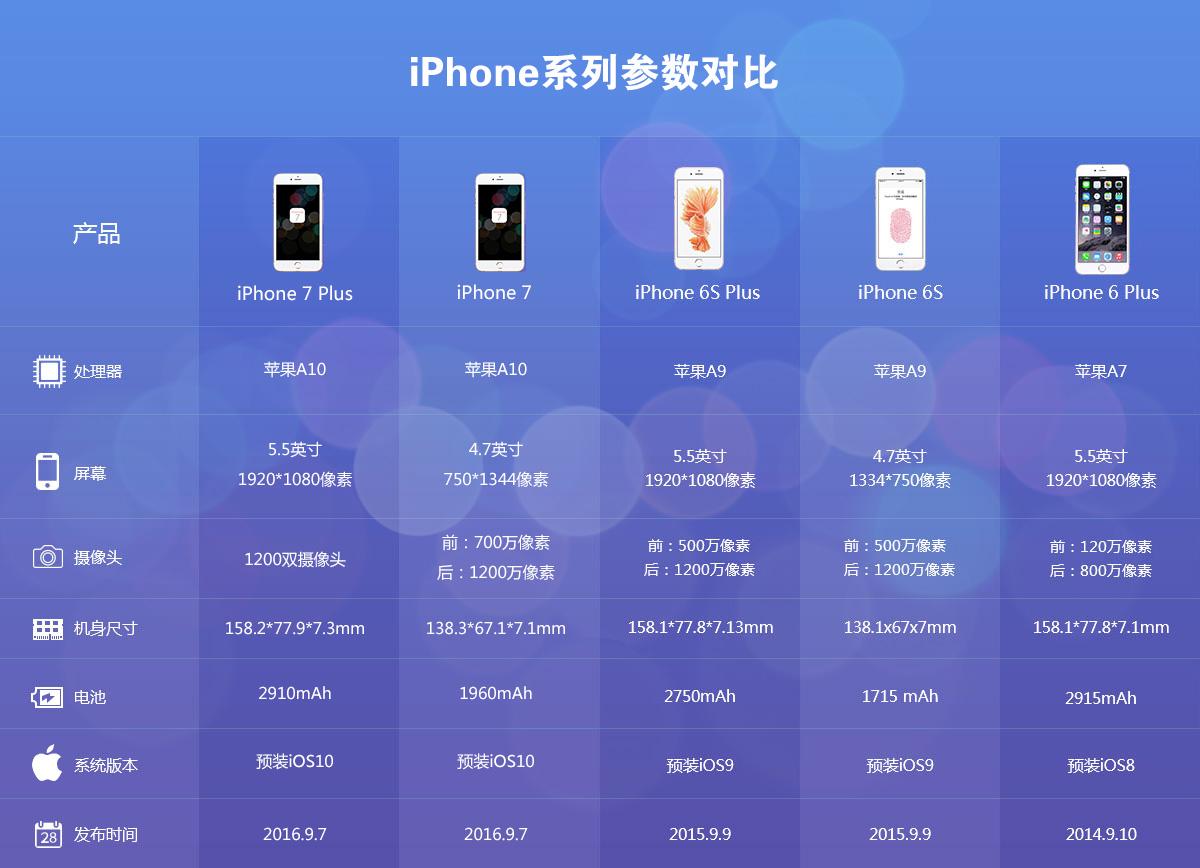 iPhone系列参数对比
产品
iPhone 7 Plus
iPhone 7
iPhone 6S Plus
iPhone 6S
iPhone 6 Plus
处理器
苹果A10
苹果A10
苹果A9
苹果A9
苹果A7
屏幕
5.5英寸
1920*1080像素
4.7英寸
750*1344像素
5.5英寸
1920*1080像素
4.7英寸
1334*750像素
5.5英寸
1920*1080像素
摄像头
1200双摄像头
前：700万像素
后：1200万像素
前：500万像素
后：1200万像素
前：500万像素
后：1200万像素
前：120万像素
后：800万像素
机身尺寸
158.2*77.9*7.3mm
138.3*67.1*7.1mm
158.1*77.8*7.13mm
138.1x67x7mm
158.1*77.8*7.1mm
电池
2910mAh
1960mAh
2750mAh
1715 mAh
2915mAh
系统版本
预装iOS10
预装iOS10
预装iOS9
预装iOS9
预装iOS8
28
发布时间
2016.9.7
2016.9.7
2015.9.9
2015.9.9
2014.9.10